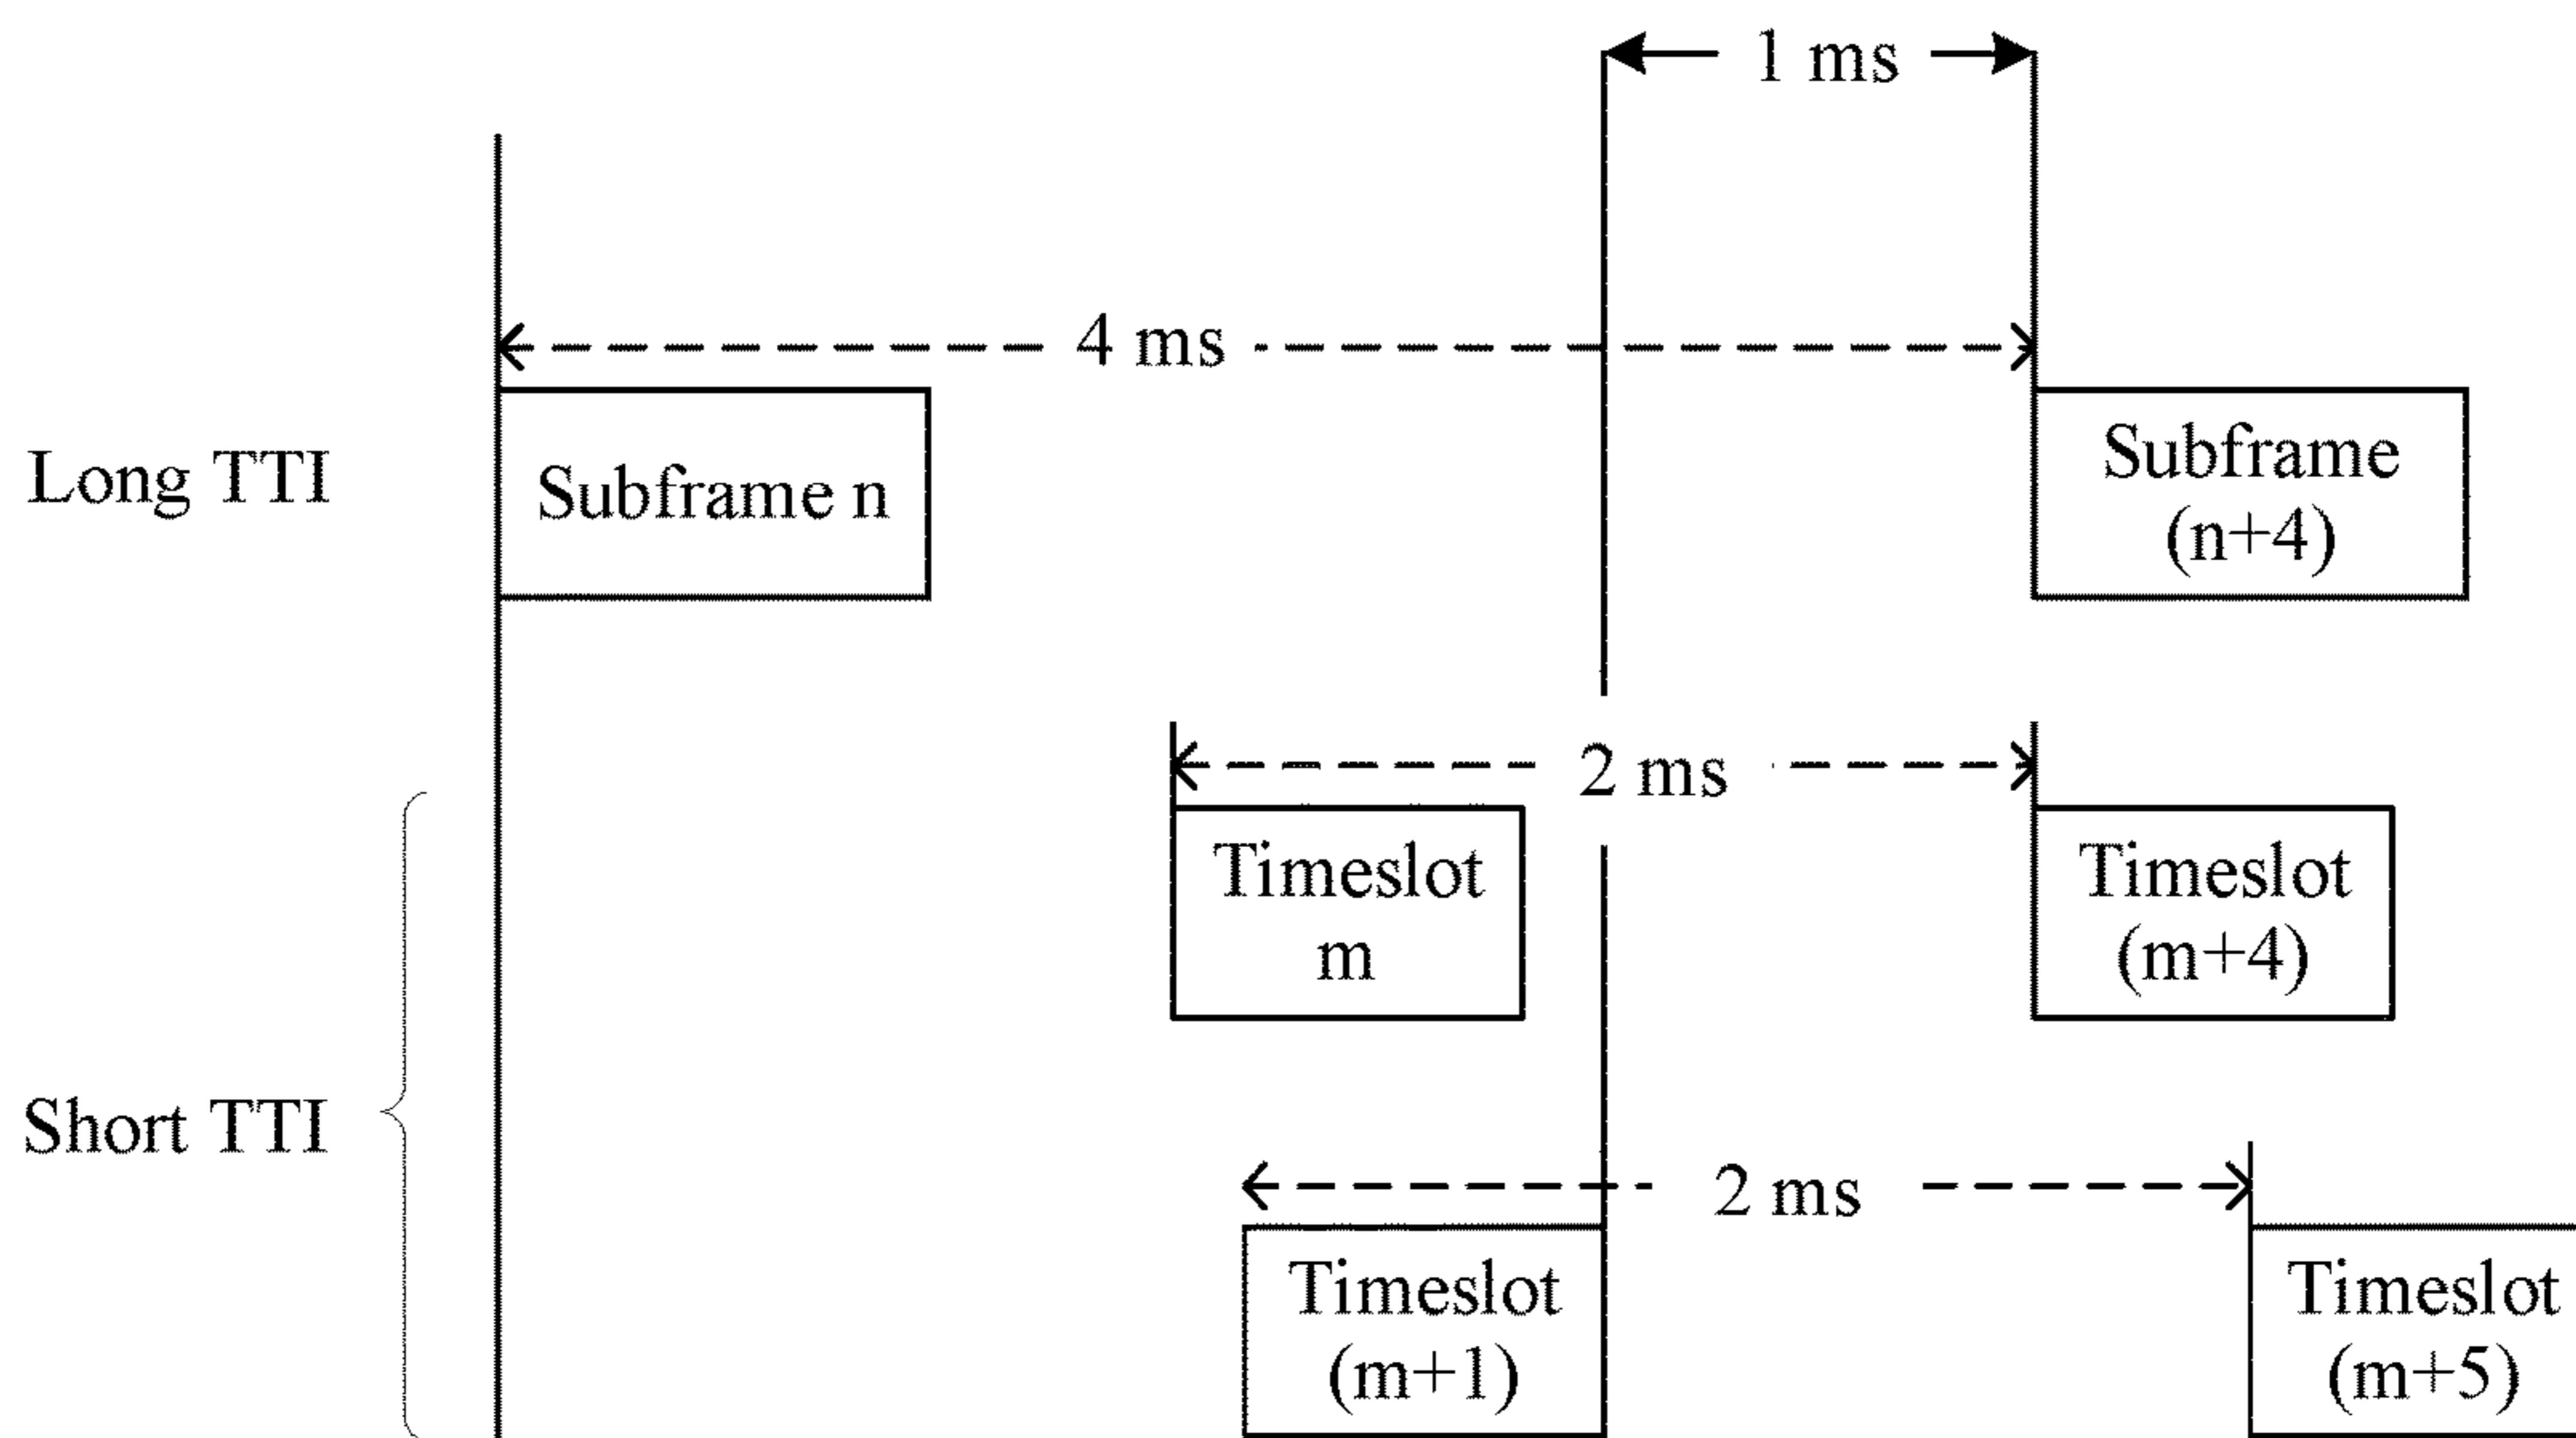 1 ms
4 ms
Long TTI
Subframe n
Subframe
(n+4)
2 ms
Timeslot
m
Timeslot
(m+4)
Short TTI
2 ms
Timeslot
(m+1)
Timeslot
(m+5)